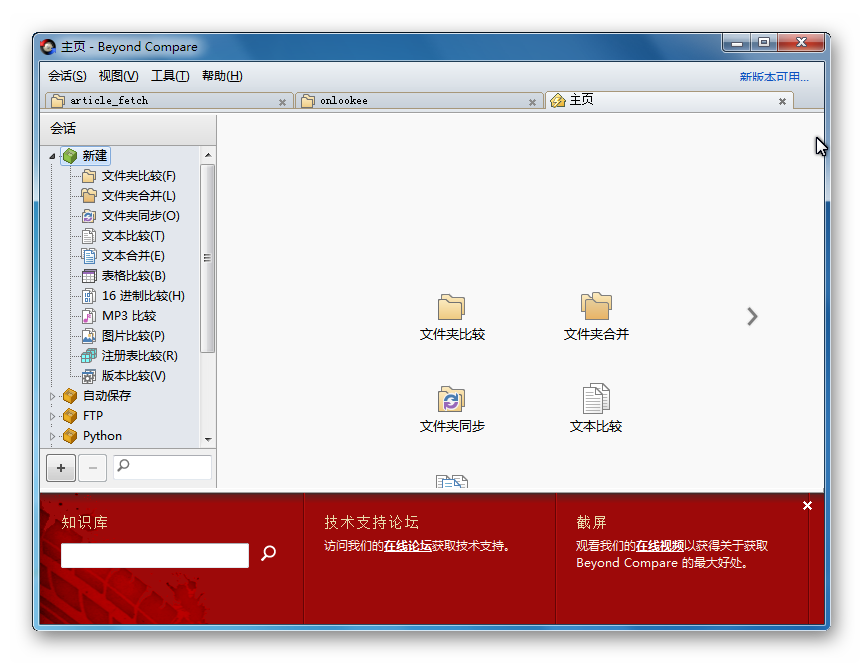 主页 - Beyond Compare
会话(S) 视图(V) 工具(T) 帮助(H) 新版本可用...
article_fetch onlookee 主页
会话
新建
文件夹比较(F)
文件夹合并(L)
文件夹同步(O)
文本比较(T)
文本合并(E)
表格比较(B)
16 进制比较(H)
MP3 比较
图片比较(P)
注册表比较(R)
版本比较(V)
自动保存
FTP
Python
文件夹比较 文件夹合并
文件夹同步 文本比较
知识库
技术支持论坛
访问我们的在线论坛获取技术支持。
截屏
观看我们的在线视频以获得关于获取
Beyond Compare 的最大好处。